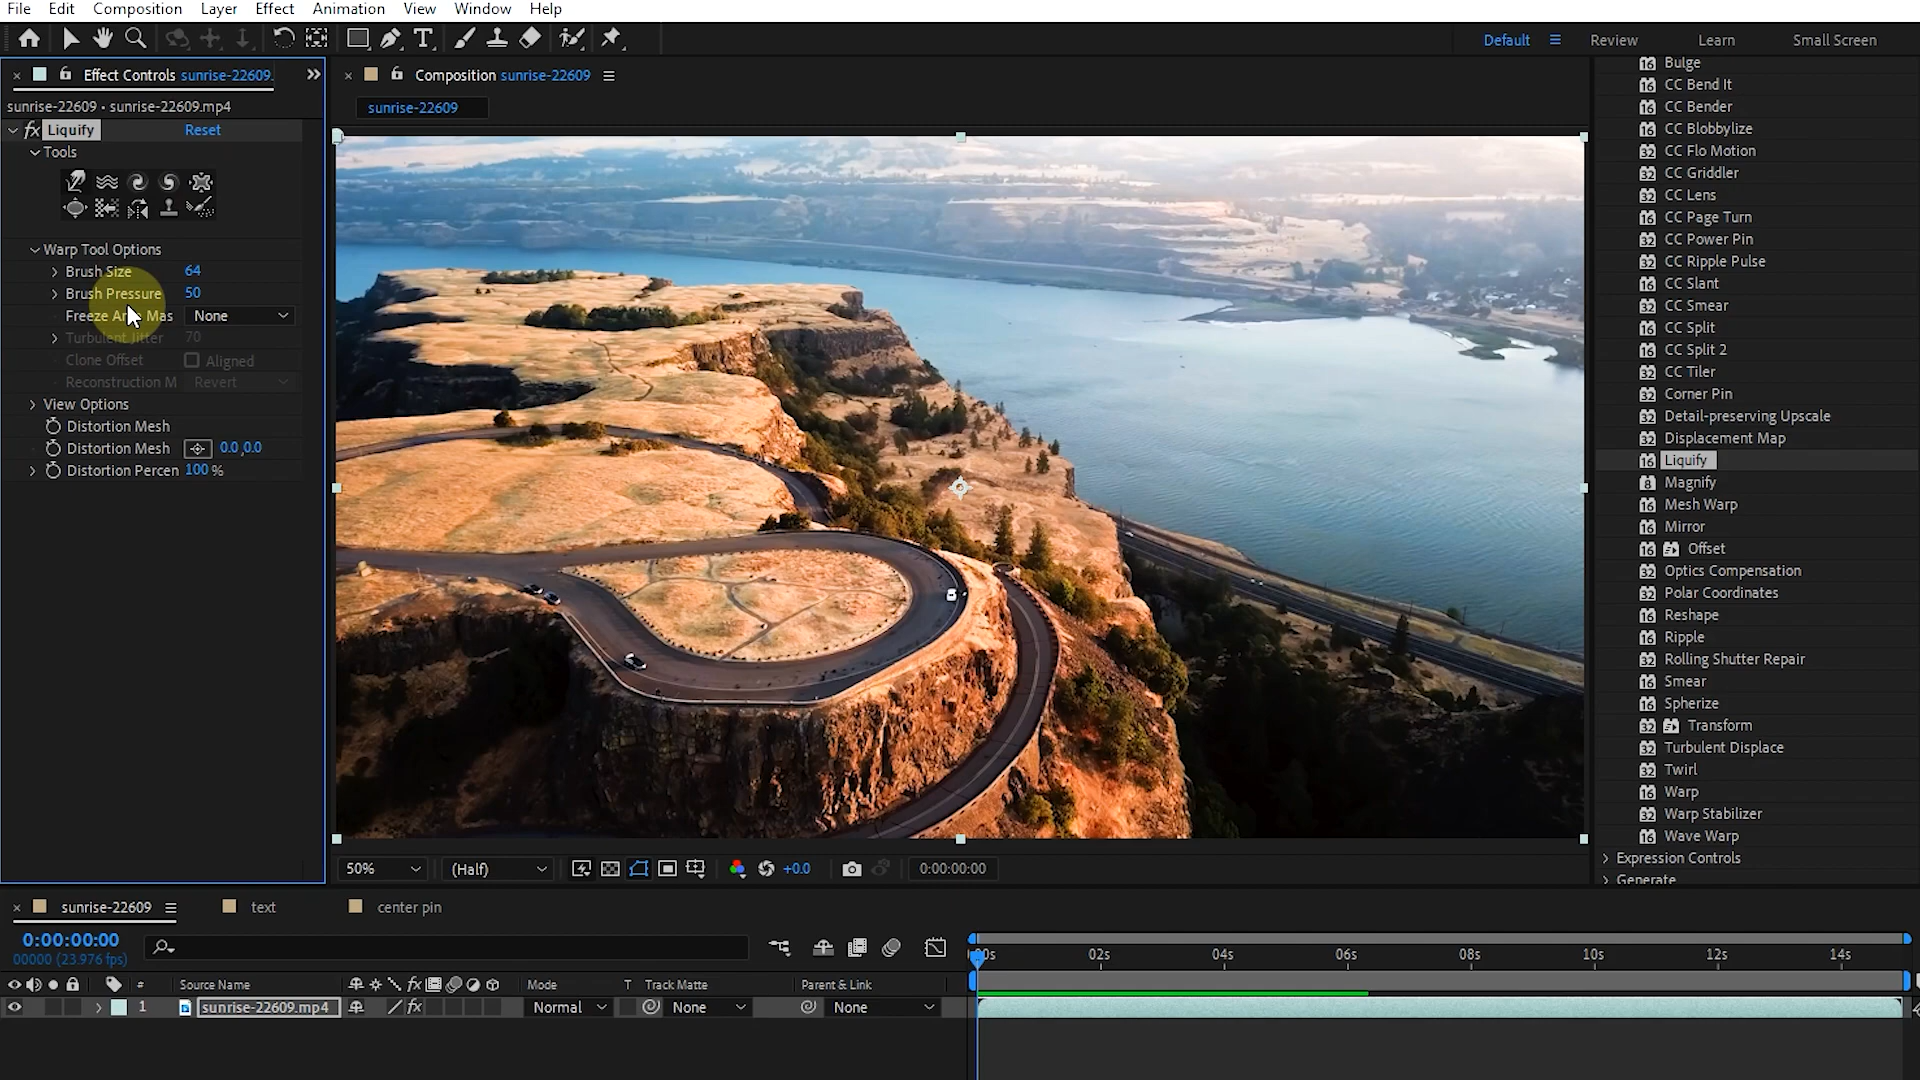 File Edit Composition Layer Effect Animation View Window Help
Default Review Learn Small Screen
Effect Controls sunrise-22609.
Composition sunrise-22609
sunrise-22609 • sunrise-22609.mp4
sunrise-22609
fx Liquify Reset
Tools
Warp Tool Options
Brush Size 64
Brush Pressure 50
Freeze Area Mas None
Turbulent Jitter 70
Clone Offset Aligned
Reconstruction M Revert
View Options
Distortion Mesh
Distortion Mesh 0.0,0.0
Distortion Percen 100 %
Bulge
CC Bend It
CC Bender
CC Blobbylize
CC Flo Motion
CC Griddler
CC Lens
CC Page Turn
CC Power Pin
CC Ripple Pulse
CC Slant
CC Smear
CC Split
CC Split 2
CC Tiler
Corner Pin
Detail-preserving Upscale
Displacement Map
Liquify
Magnify
Mesh Warp
Mirror
Offset
Optics Compensation
Polar Coordinates
Reshape
Ripple
Rolling Shutter Repair
Smear
Spherize
Transform
Turbulent Displace
Twirl
Warp
Warp Stabilizer
Wave Warp
Expression Controls
Generate
50% (Half) +0.0 0:00:00:00
sunrise-22609 text center pin
0:00:00:00
00000 (23.976 fps)
00s 02s 04s 06s 08s 10s 12s 14s
# Source Name fx Mode T Track Matte Parent & Link
1 sunrise-22609.mp4 fx Normal None None